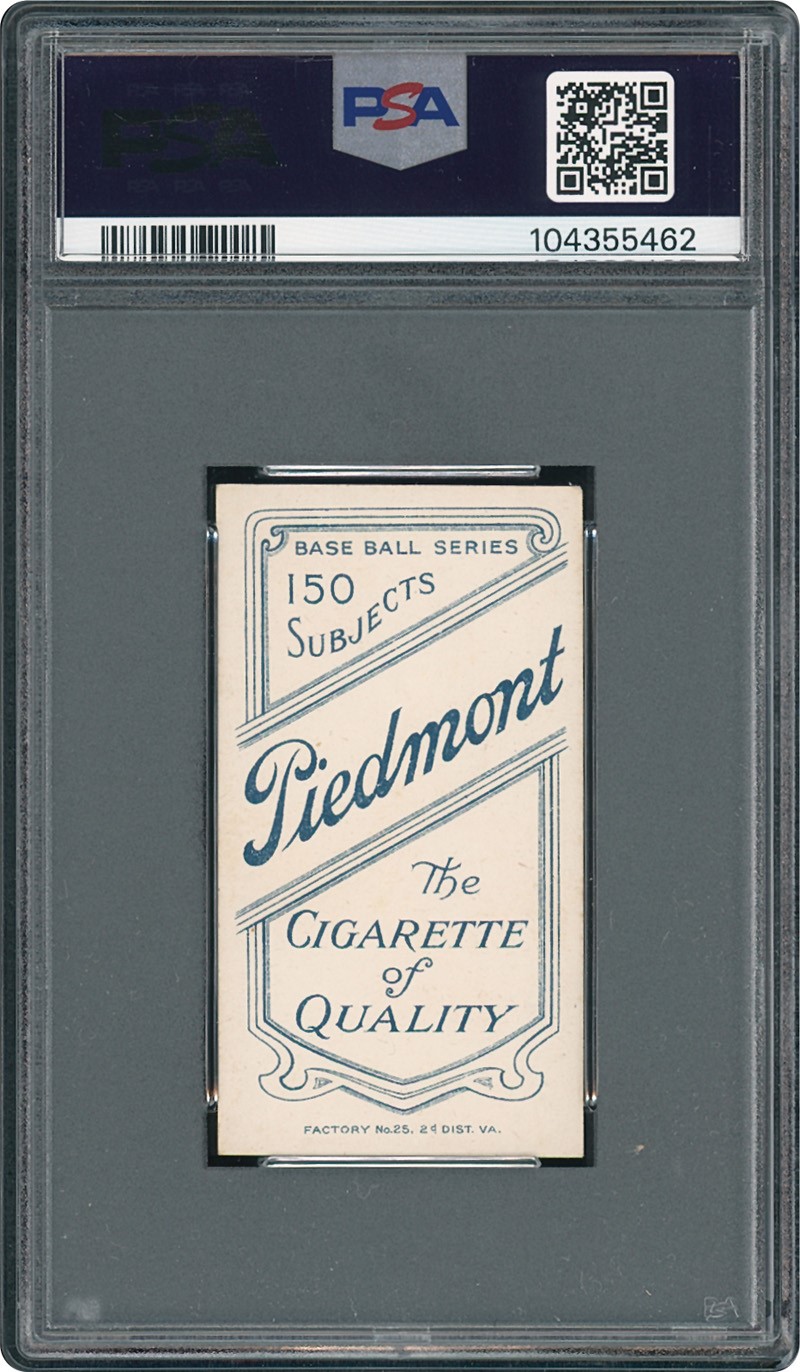 PSA
104355462
BASE BALL SERIES
150
SUBJECTS
Piedmont
The
CIGARETTE
of
QUALITY
FACTORY No.25, 2d DIST. VA.